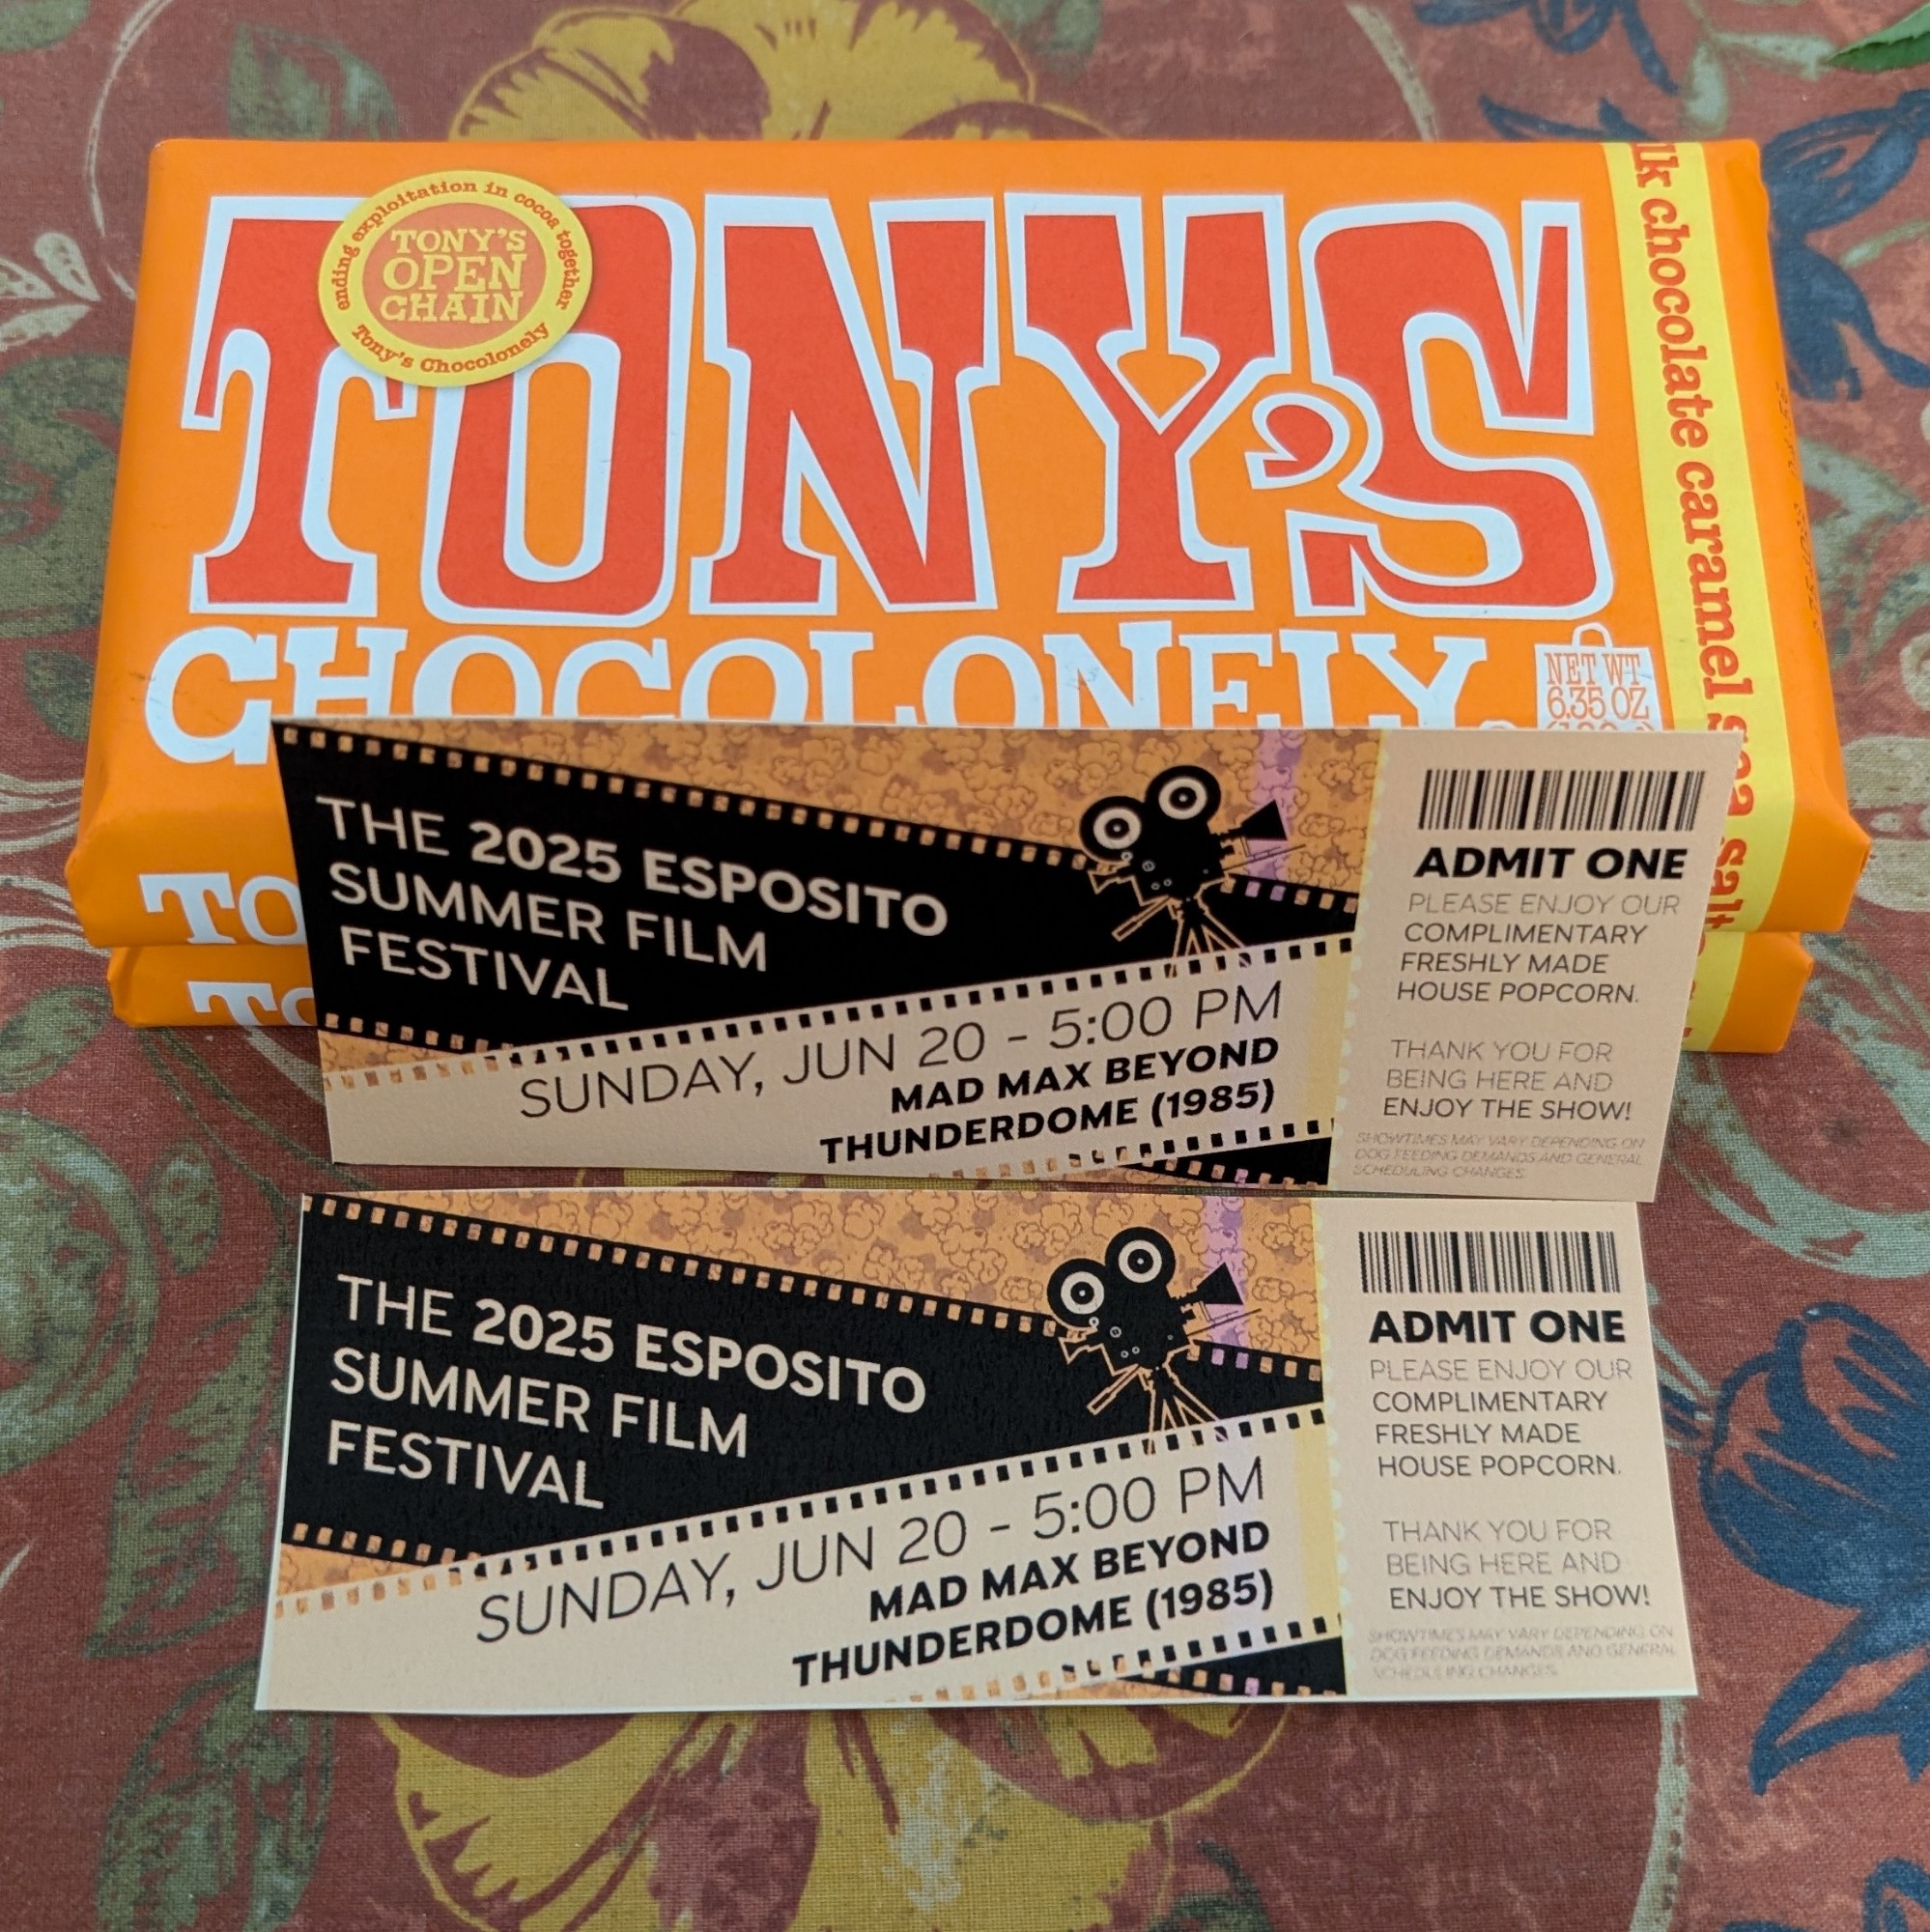 ending exploitation in cocoa together
TONY'S
OPEN
CHAIN
Tony's Chocolonely
TONY'S
CHOCOLONELY
NET WT
6.35 OZ
chocolate caramel sea salt
THE 2025 ESPOSITO
SUMMER FILM
FESTIVAL
SUNDAY, JUN 20 - 5:00 PM
MAD MAX BEYOND
THUNDERDOME (1985)
ADMIT ONE
PLEASE ENJOY OUR
COMPLIMENTARY
FRESHLY MADE
HOUSE POPCORN.
THANK YOU FOR
BEING HERE AND
ENJOY THE SHOW!
SHOWTIMES MAY VARY DEPENDING ON
DOG FEEDING DEMANDS AND GENERAL
SCHEDULING CHANGES.
THE 2025 ESPOSITO
SUMMER FILM
FESTIVAL
SUNDAY, JUN 20 - 5:00 PM
MAD MAX BEYOND
THUNDERDOME (1985)
ADMIT ONE
PLEASE ENJOY OUR
COMPLIMENTARY
FRESHLY MADE
HOUSE POPCORN.
THANK YOU FOR
BEING HERE AND
ENJOY THE SHOW!
SHOWTIMES MAY VARY DEPENDING ON
DOG FEEDING DEMANDS AND GENERAL
SCHEDULING CHANGES.